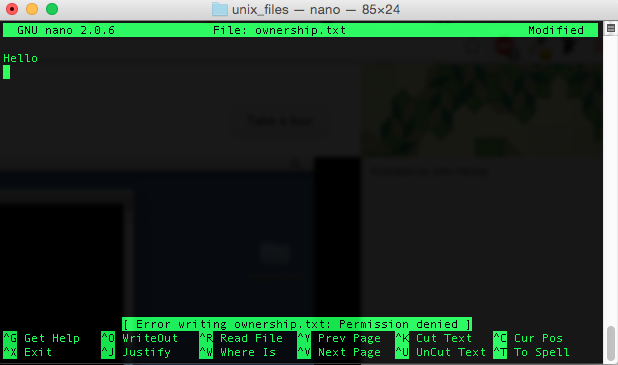 unix_files — nano — 85×24
GNU nano 2.0.6 File: ownership.txt Modified
Hello
[ Error writing ownership.txt: Permission denied ]
^G Get Help ^O WriteOut ^R Read File ^Y Prev Page ^K Cut Text ^C Cur Pos
^X Exit ^J Justify ^W Where Is ^V Next Page ^U UnCut Text ^T To Spell